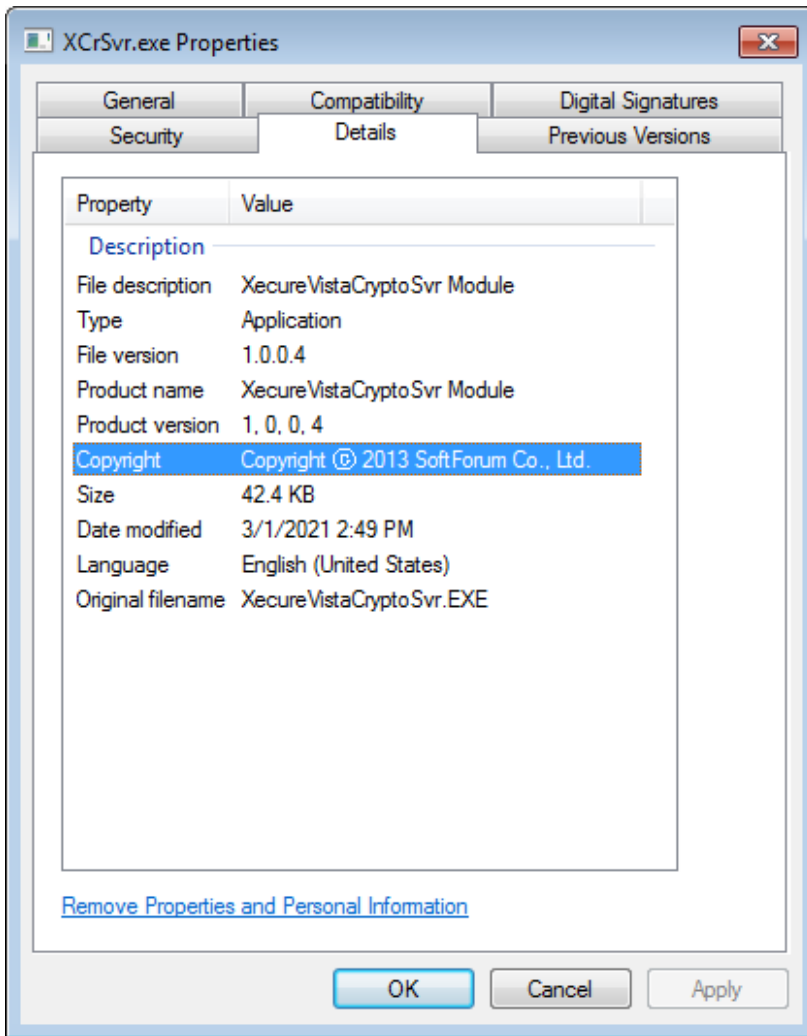 XCrSvr.exe Properties
General Compatibility Digital Signatures
Security Details Previous Versions
Property Value
Description
File description XecureVistaCryptoSvr Module
Type Application
File version 1.0.0.4
Product name XecureVistaCryptoSvr Module
Product version 1, 0, 0, 4
Copyright Copyright ⓒ 2013 SoftForum Co., Ltd.
Size 42.4 KB
Date modified 3/1/2021 2:49 PM
Language English (United States)
Original filename XecureVistaCryptoSvr.EXE
Remove Properties and Personal Information
OK Cancel Apply